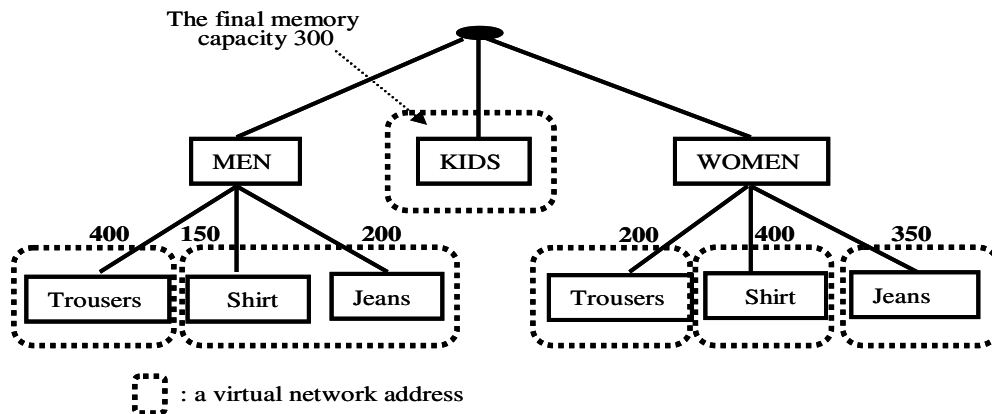 The final memory
capacity 300
MEN
KIDS
WOMEN
400
150
200
200
400
350
Trousers
Shirt
Jeans
Trousers
Shirt
Jeans
: a virtual network address